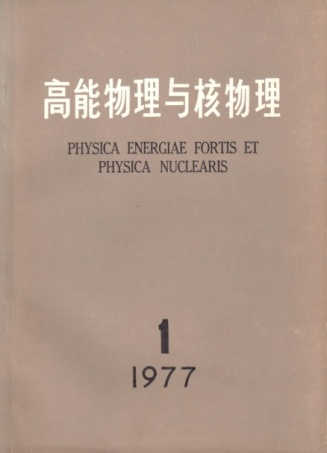 高能物理与核物理
PHYSICA ENERGIAE FORTIS ET
PHYSICA NUCLEARIS
1
1977